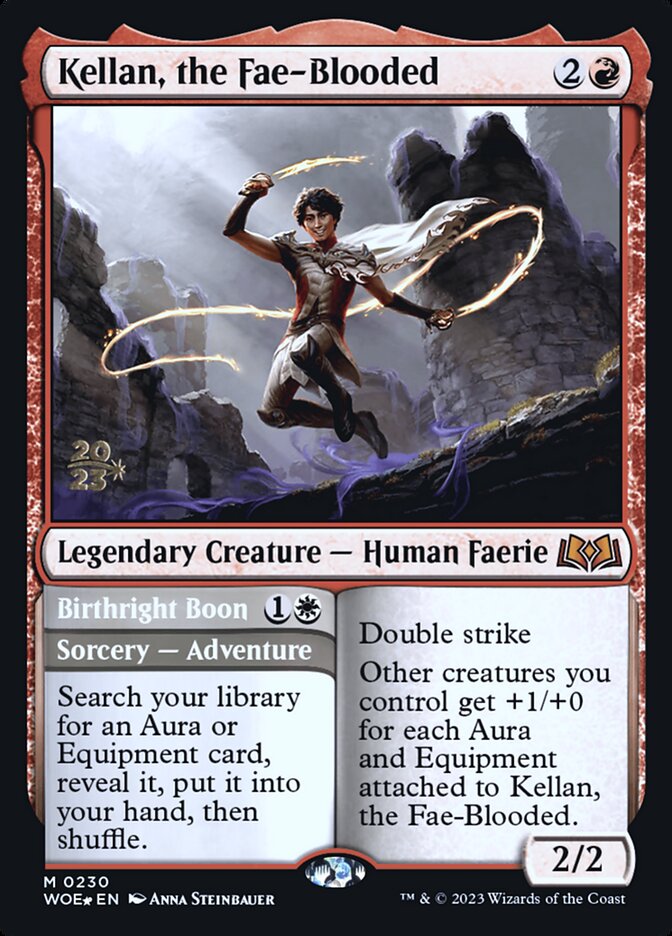 Kellan, the Fae-Blooded 2
20
23
Legendary Creature — Human Faerie
Birthright Boon 1
Sorcery — Adventure
Search your library
for an Aura or
Equipment card,
reveal it, put it into
your hand, then
shuffle.
Double strike
Other creatures you
control get +1/+0
for each Aura
and Equipment
attached to Kellan,
the Fae-Blooded.
2/2
M 0230
WOE★EN Anna Steinbauer
™ & © 2023 Wizards of the Coast